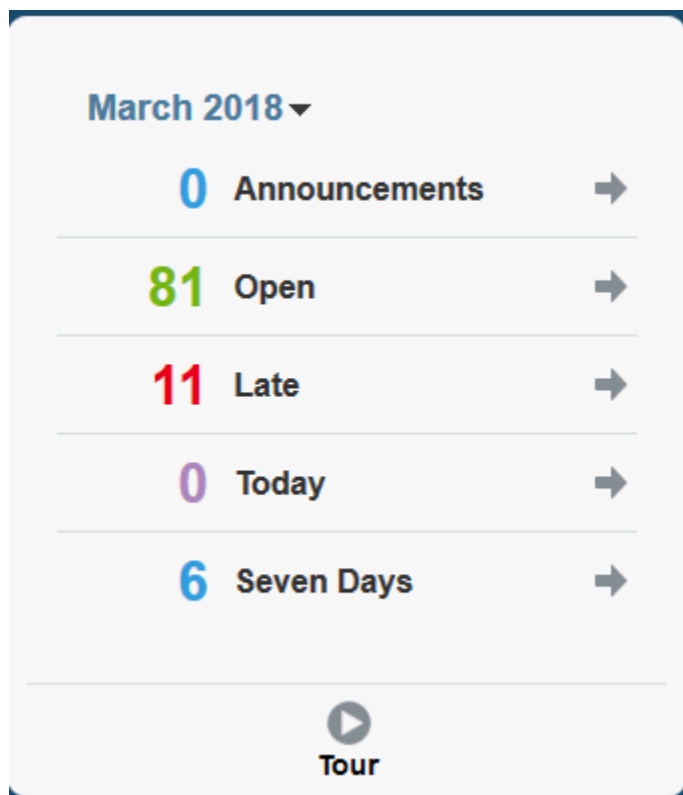 March 2018
0 Announcements
81 Open
11 Late
0 Today
6 Seven Days
Tour